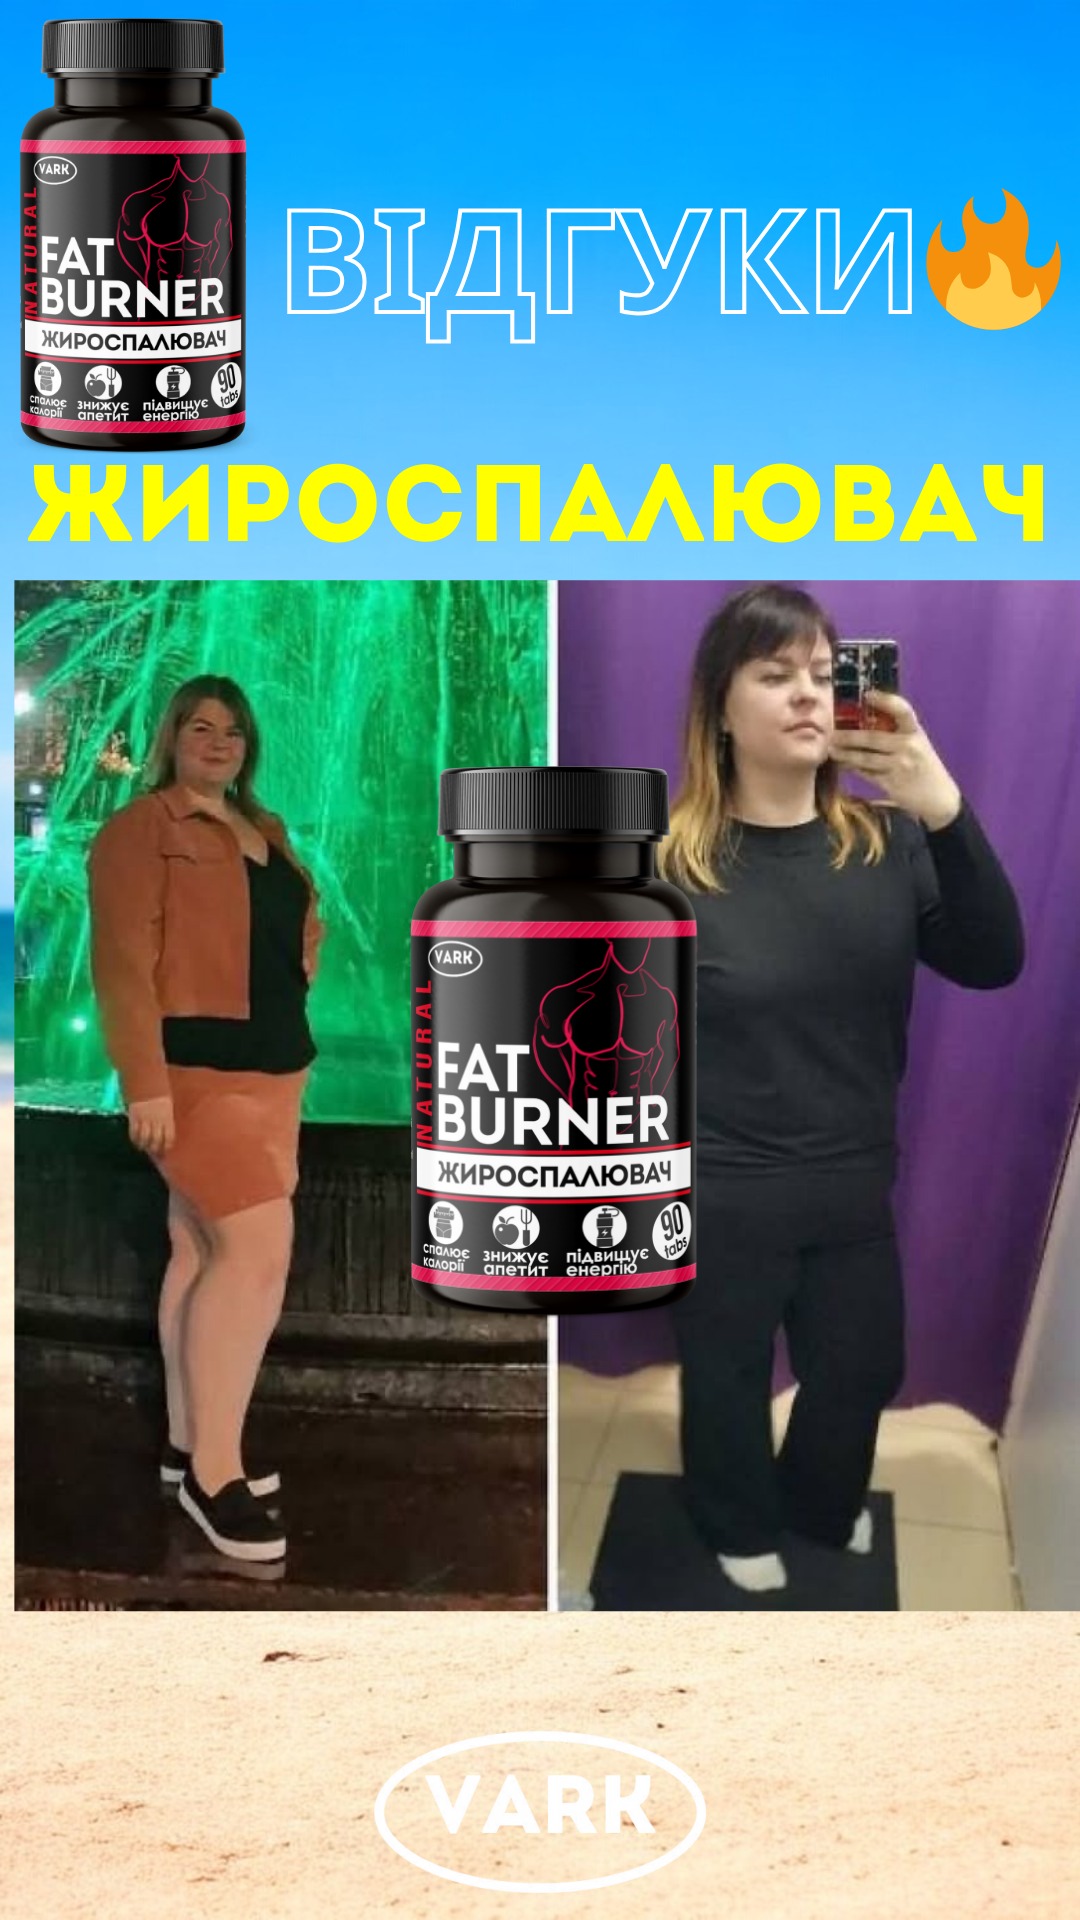 VARK
NATURAL
FAT
BURNER
ЖИРОСПАЛЮВАЧ
спалює
калорії
знижує
апетит
підвищує
енергію
90
tabs
ВІДГУКИ
ЖИРОСПАЛЮВАЧ
VARK
NATURAL
FAT
BURNER
ЖИРОСПАЛЮВАЧ
спалює
калорії
знижує
апетит
підвищує
енергію
90
tabs
VARK